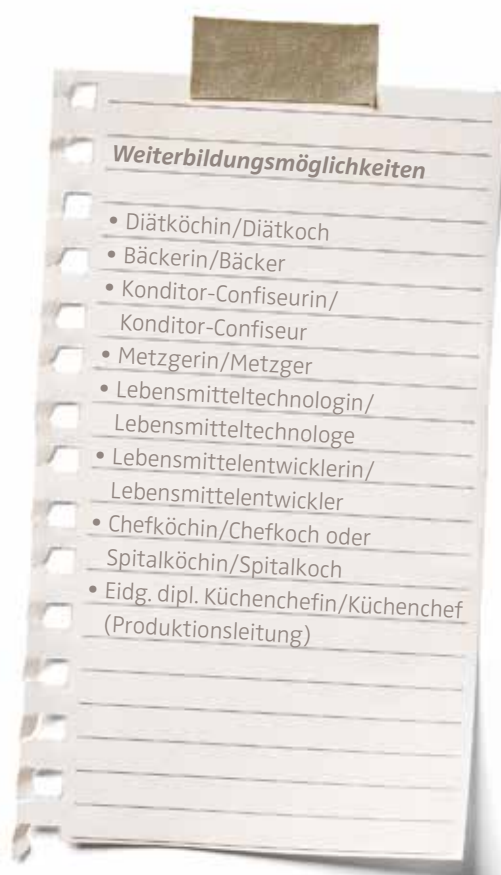 Weiterbildungsmöglichkeiten
• Diätköchin/Diätkoch
• Bäckerin/Bäcker
• Konditor-Confiseurin/
Konditor-Confiseur
• Metzgerin/Metzger
• Lebensmitteltechnologin/
Lebensmitteltechnologe
• Lebensmittelentwicklerin/
Lebensmittelentwickler
• Chefköchin/Chefkoch oder
Spitalköchin/Spitalkoch
• Eidg. dipl. Küchenchefin/Küchenchef
(Produktionsleitung)